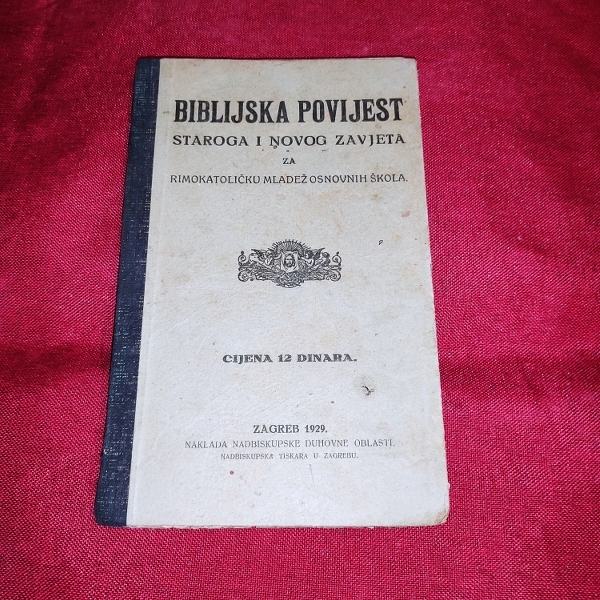 BIBLIJSKA POVIJEST
STAROGA I NOVOG ZAVJETA
ZA
RIMOKATOLIČKU MLADEŽ OSNOVNIH ŠKOLA.
CIJENA 12 DINARA.
ZAGREB 1929.
NAKLADA NADBISKUPSKE DUHOVNE OBLASTI.
NADBISKUPSKA TISKARA U ZAGREBU.